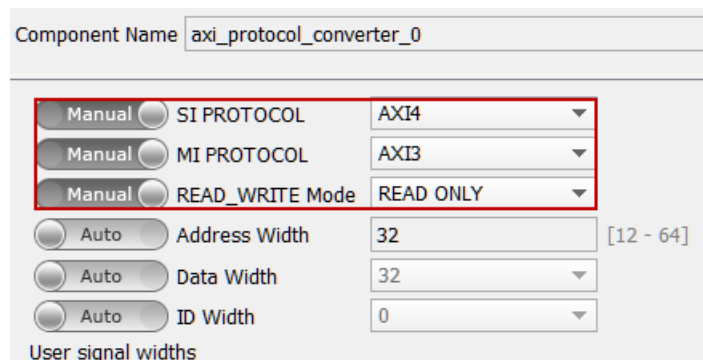 Component Name axi_protocol_converter_0
Manual SI PROTOCOL AXI4
Manual MI PROTOCOL AXI3
Manual READ_WRITE Mode READ ONLY
Auto Address Width 32 [12 - 64]
Auto Data Width 32
Auto ID Width 0
User signal widths